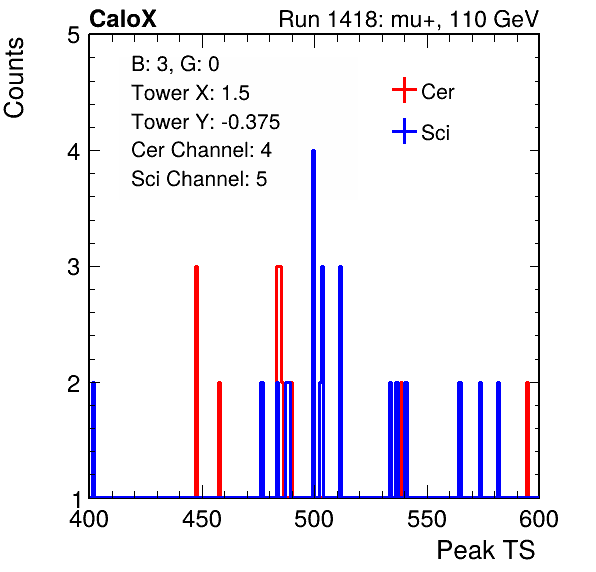 CaloX Run 1418: mu+, 110 GeV
Counts
B: 3, G: 0
Tower X: 1.5
Tower Y: -0.375
Cer Channel: 4
Sci Channel: 5
Cer
Sci
5
4
3
2
1
400 450 500 550 600
Peak TS